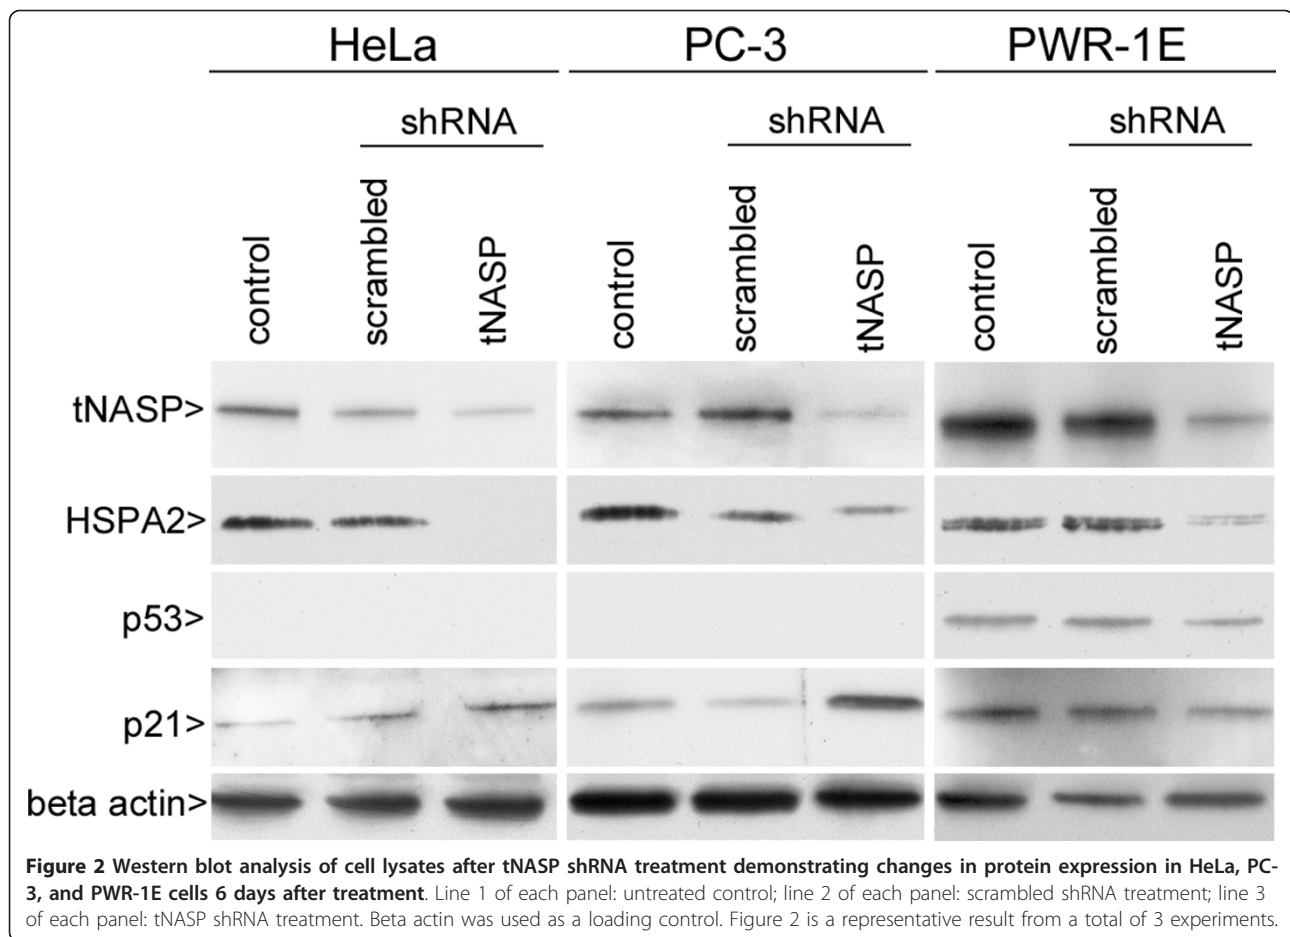 HeLa PC-3 PWR-1E
shRNA shRNA shRNA
control scrambled tNASP control scrambled tNASP control scrambled tNASP
tNASP>
HSPA2>
p53>
p21>
beta actin>
Figure 2 Western blot analysis of cell lysates after tNASP shRNA treatment demonstrating changes in protein expression in HeLa, PC-
3, and PWR-1E cells 6 days after treatment. Line 1 of each panel: untreated control; line 2 of each panel: scrambled shRNA treatment; line 3
of each panel: tNASP shRNA treatment. Beta actin was used as a loading control. Figure 2 is a representative result from a total of 3 experiments.